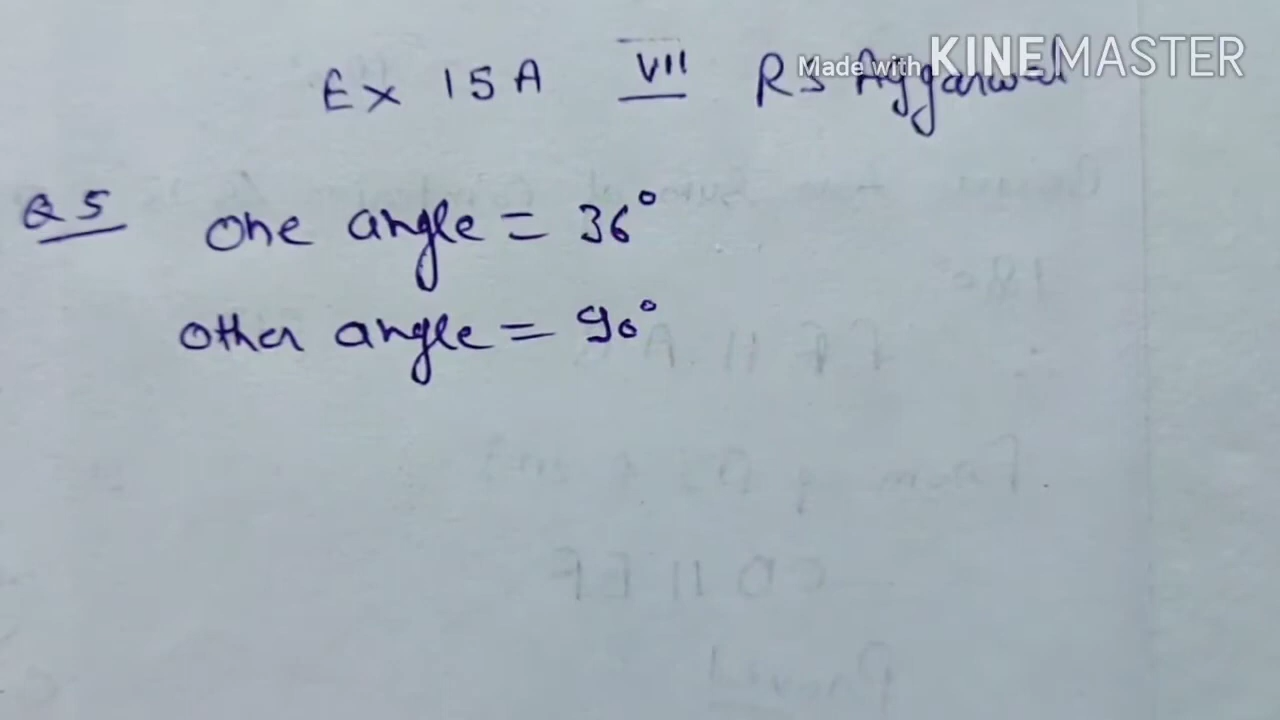 Ex 15A VII RS Aggarwal
Made with KINEMASTER
Q5 One angle = 36°
Other angle = 90°